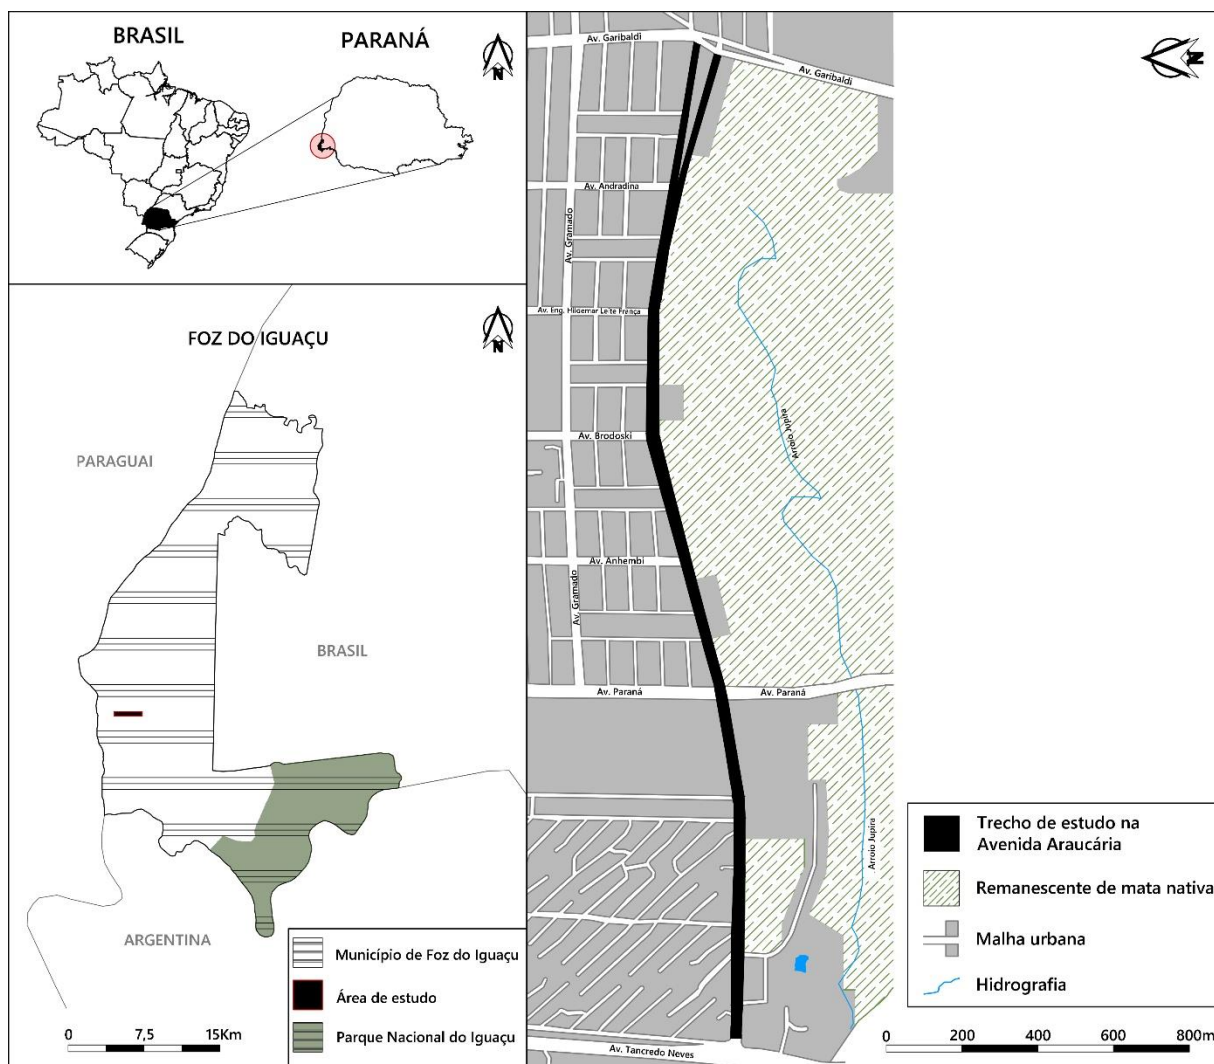 BRASIL
PARANÁ
N
FOZ DO IGUAÇU
N
PARAGUAI
BRASIL
ARGENTINA
Município de Foz do Iguaçu
Área de estudo
Parque Nacional do Iguaçu
0 7,5 15Km
Av. Garibaldi
Av. Garibaldi
N
Av. Andradina
Av. Gramado
Av. Eng. Hildemar Leite França
Arroio Jupira
Av. Brodoski
Av. Anhembi
Av. Gramado
Av. Paraná
Av. Paraná
Arroio Jupira
Av. Tancredo Neves
Trecho de estudo na
Avenida Araucária
Remanescente de mata nativa
Malha urbana
Hidrografia
0 200 400 600 800m